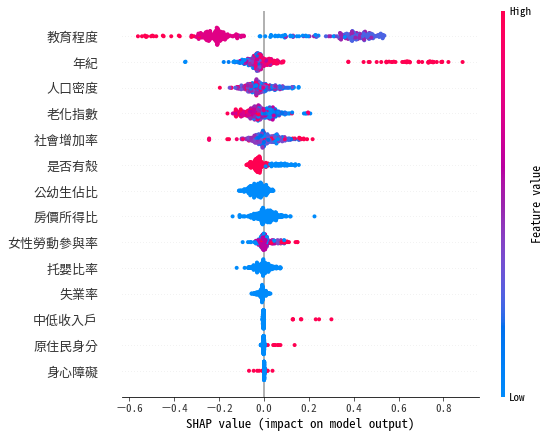 High
教育程度
年紀
人口密度
老化指數
社會增加率
是否有殼
公幼生佔比
房價所得比
女性勞動參與率
托嬰比率
失業率
中低收入戶
原住民身分
身心障礙
Feature value
Low
−0.6 −0.4 −0.2 0.0 0.2 0.4 0.6 0.8
SHAP value (impact on model output)